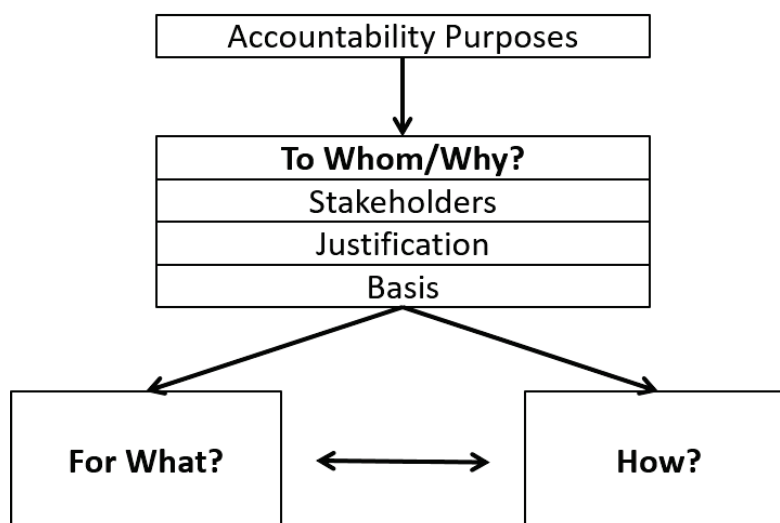 Accountability Purposes
To Whom/Why?
Stakeholders
Justification
Basis
For What?
How?